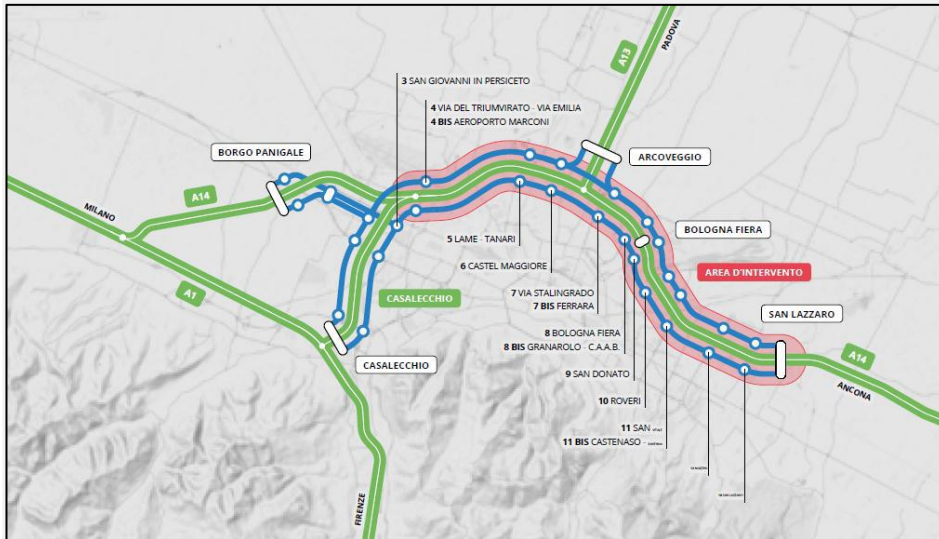 PADOVA
A13
3 SAN GIOVANNI IN PERSICETO
4 VIA DEL TRIUMVIRATO - VIA EMILIA
4 BIS AEROPORTO MARCONI
BORGO PANIGALE
ARCOVEGGIO
A14
MILANO
BOLOGNA FIERA
5 LAME - TANARI
6 CASTEL MAGGIORE
AREA D'INTERVENTO
A1
CASALECCHIO
7 VIA STALINGRADO
7 BIS FERRARA
SAN LAZZARO
8 BOLOGNA FIERA
8 BIS GRANAROLO - C.A.A.B.
CASALECCHIO
A14
9 SAN DONATO
ANCONA
10 ROVERI
11 SAN
11 BIS CASTENASO -
FIRENZE